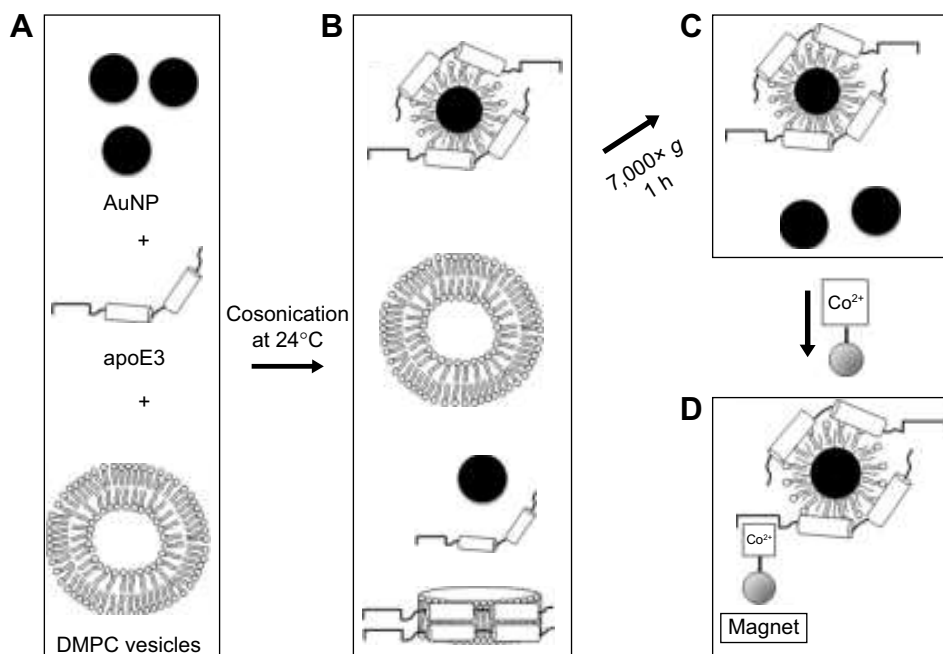 A
AuNP
+
apoE3
+
DMPC vesicles
Cosonication
at 24°C
B
7,000× g
1 h
C
Co2+
D
Co2+
Magnet